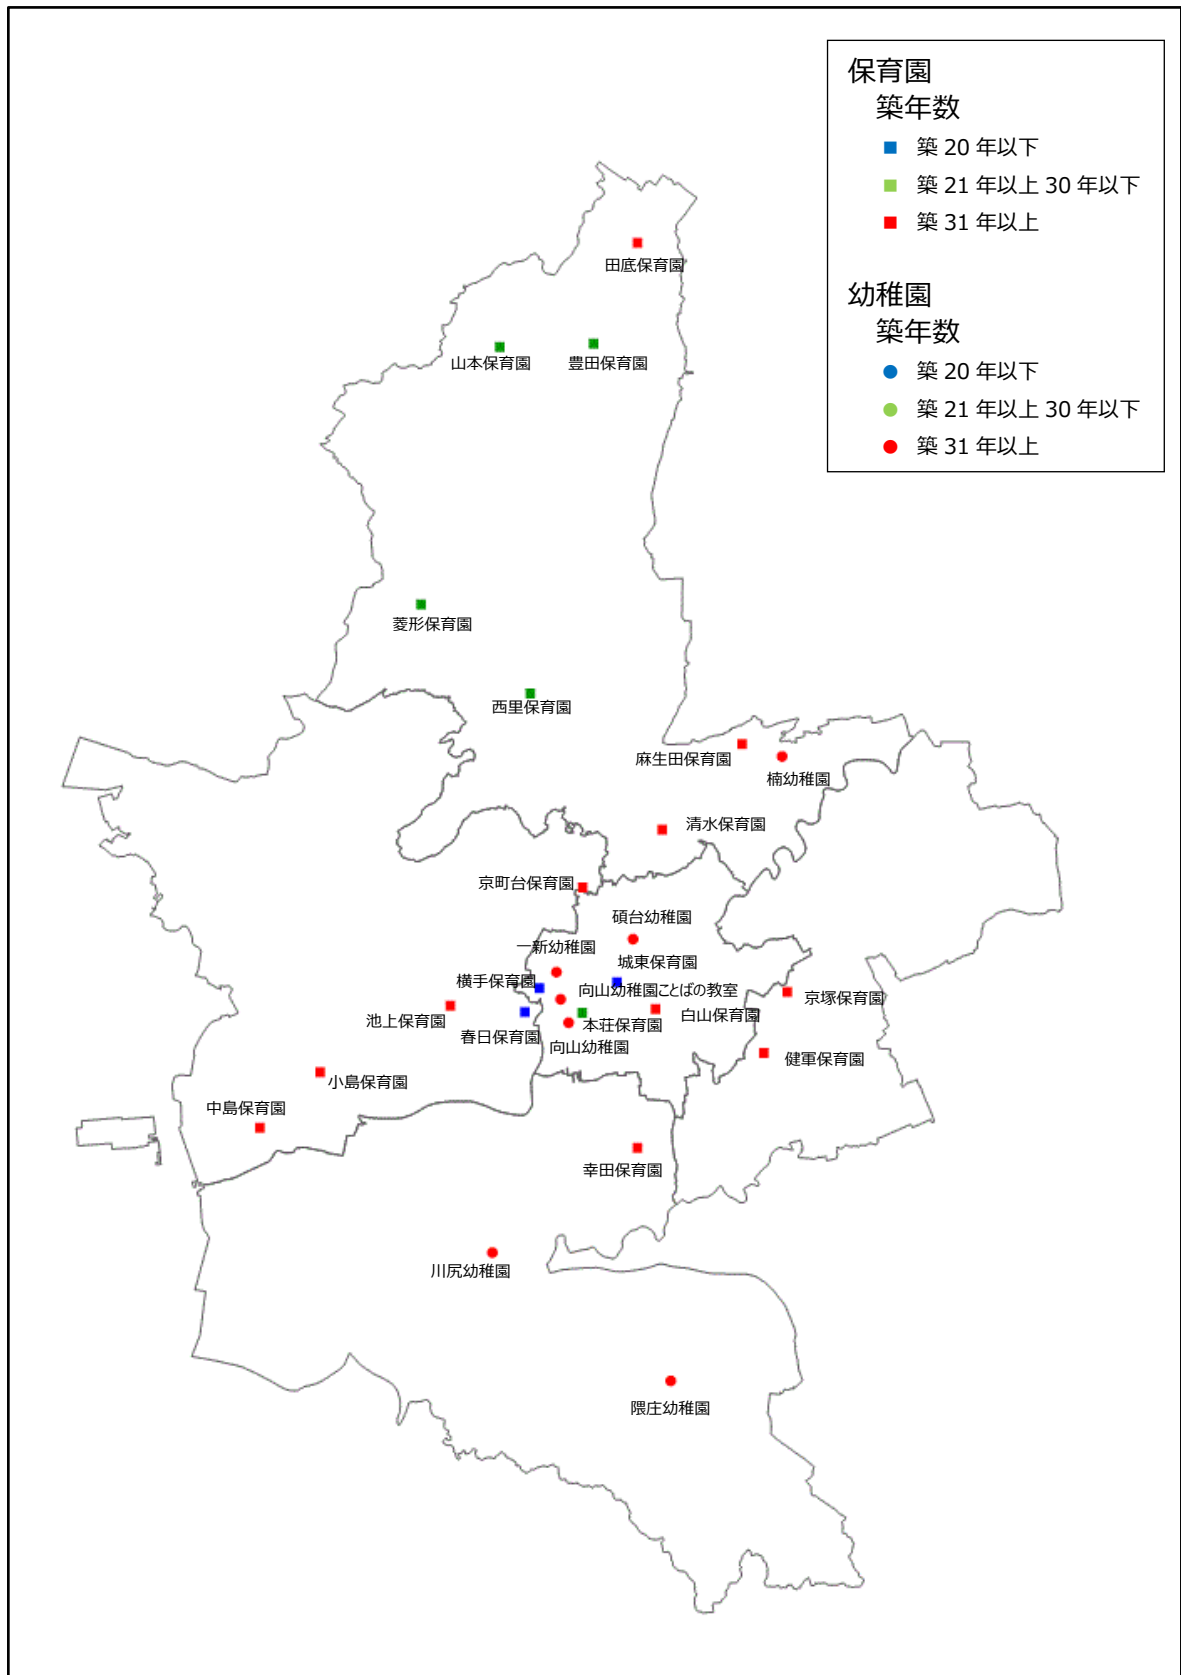 保育園
築年数
築 20 年以下
築 21 年以上 30 年以下
築 31 年以上
幼稚園
築年数
築 20 年以下
築 21 年以上 30 年以下
築 31 年以上
田底保育園
山本保育園
豊田保育園
菱形保育園
西里保育園
麻生田保育園
楠幼稚園
清水保育園
京町台保育園
碩台幼稚園
一新幼稚園
城東保育園
横手保育園
向山幼稚園ことばの教室
京塚保育園
池上保育園
白山保育園
春日保育園
本荘保育園
向山幼稚園
健軍保育園
小島保育園
中島保育園
幸田保育園
川尻幼稚園
隈庄幼稚園